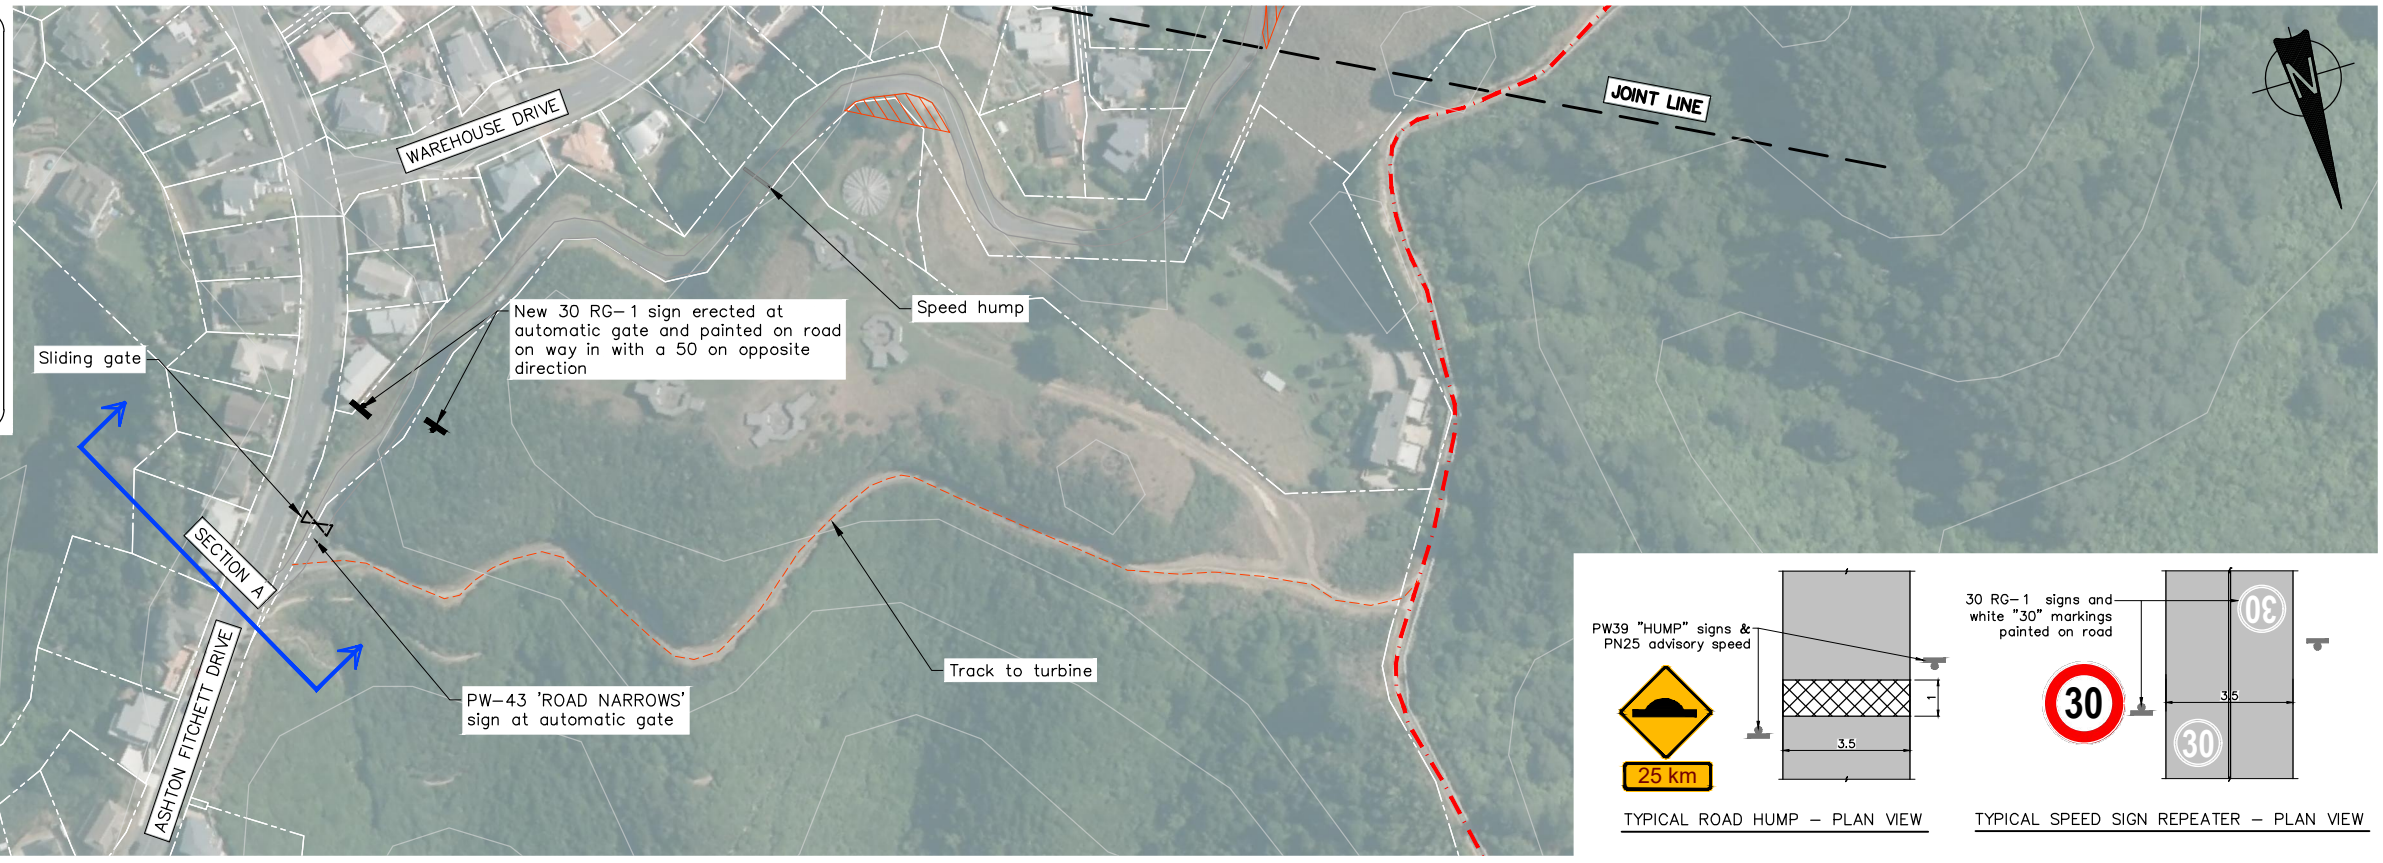 WAREHOUSE DRIVE
JOINT LINE
N
Speed hump
New 30 RG-1 sign erected at
automatic gate and painted on road
on way in with a 50 on opposite
direction
Sliding gate
SECTION A
ASHTON FITCHETT DRIVE
PW-43 'ROAD NARROWS'
sign at automatic gate
Track to turbine
PW39 "HUMP" signs &
PN25 advisory speed
25 km
3.5
1
TYPICAL ROAD HUMP - PLAN VIEW
30 RG-1 signs and
white "30" markings
painted on road
30
30
3.5
30
TYPICAL SPEED SIGN REPEATER - PLAN VIEW